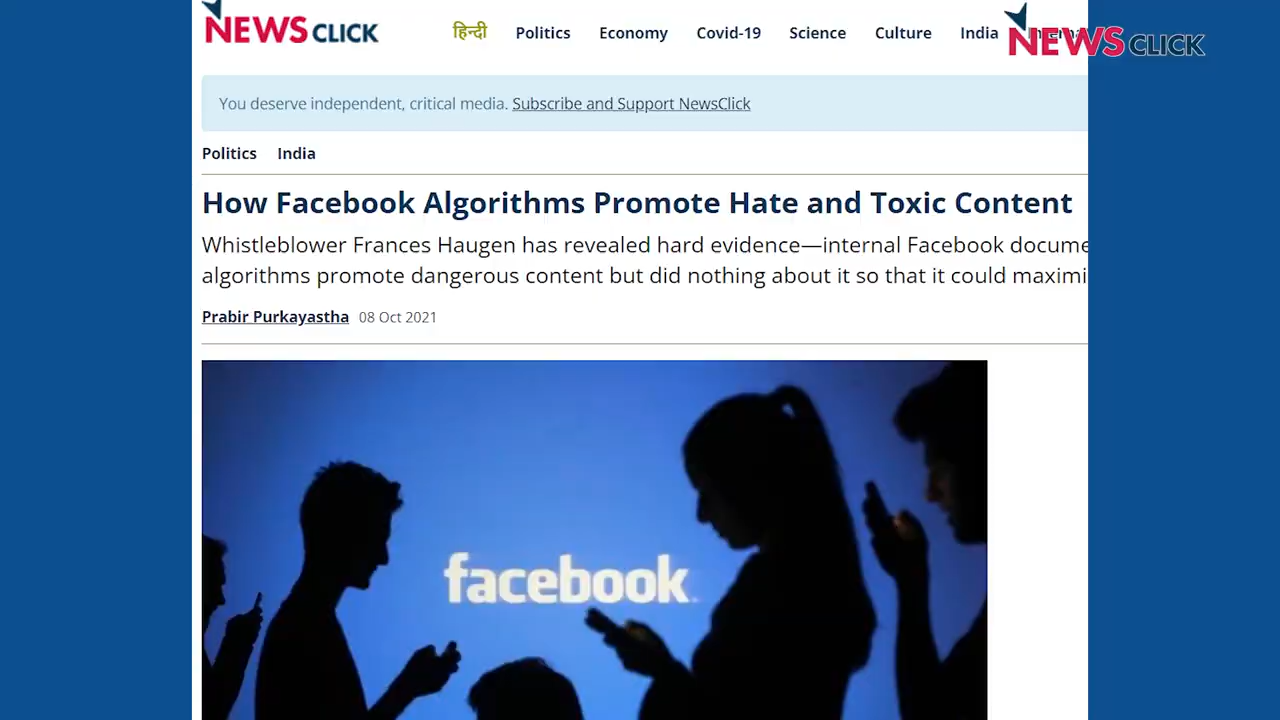 NEWS CLICK
हिन्दी Politics Economy Covid-19 Science Culture India
NEWS CLICK
You deserve independent, critical media. Subscribe and Support NewsClick
Politics India
How Facebook Algorithms Promote Hate and Toxic Content
Whistleblower Frances Haugen has revealed hard evidence—internal Facebook docume
algorithms promote dangerous content but did nothing about it so that it could maximi
Prabir Purkayastha 08 Oct 2021
facebook